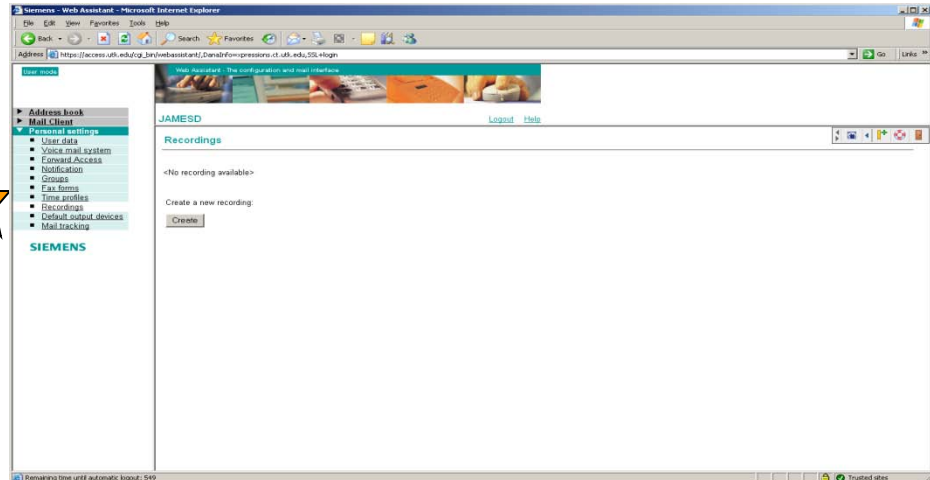 Siemens - Web Assistant - Microsoft Internet Explorer
File Edit View Favorites Tools Help
Back Search Favorites
Address https://access.utk.edu/cgi_bin/webassistant/,DanaInfo=xpressions.ct.utk.edu,SSL+login Go Links »
User mode
Web Assistant - The configuration and mail interface
JAMESD Logout Help
Address book
Mail Client
Personal settings
User data
Voice mail system
Forward Access
Notification
Groups
Fax forms
Time profiles
Recordings
Default output devices
Mail tracking
SIEMENS
Recordings
<No recording available>
Create a new recording:
Create
Remaining time until automatic logout: 549 Trusted sites